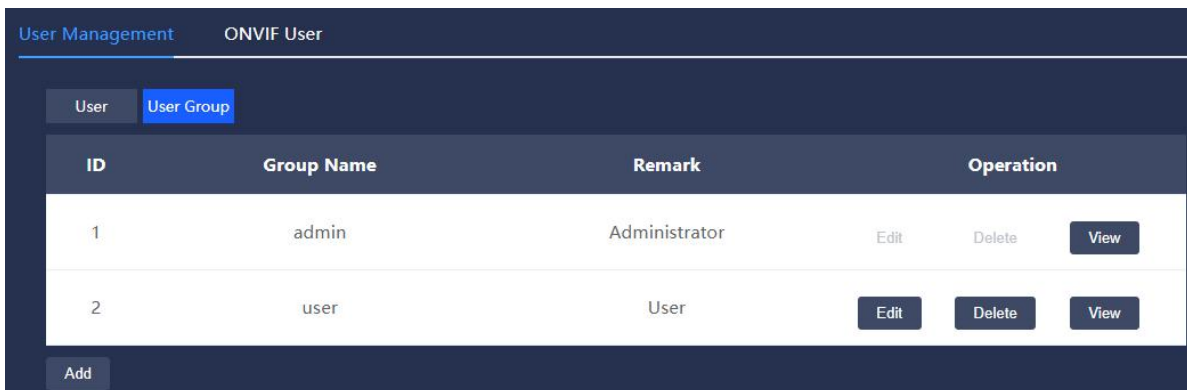 User Management ONVIF User
User User Group
ID Group Name Remark Operation
1 admin Administrator Edit Delete View
2 user User Edit Delete View
Add